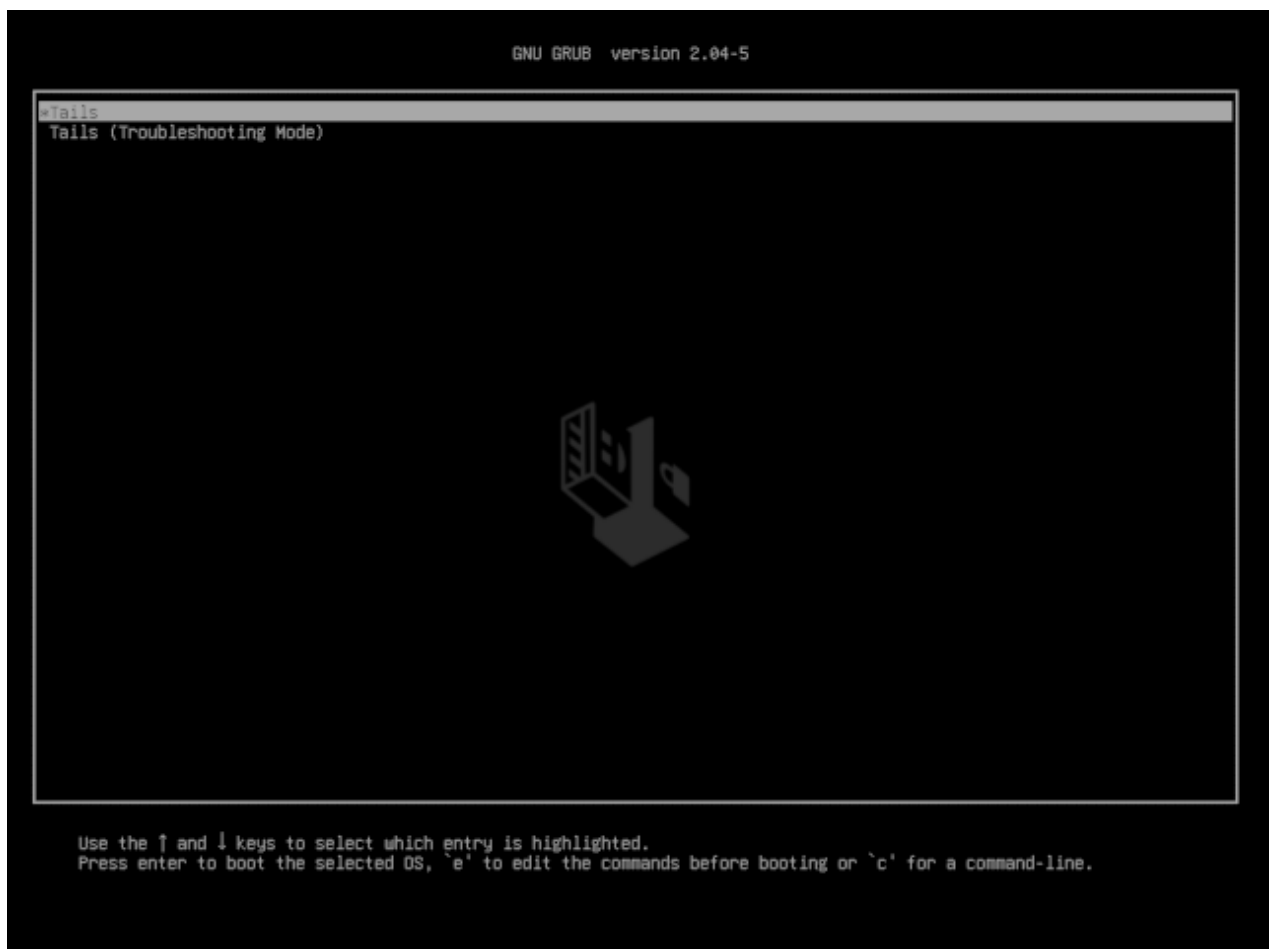 GNU GRUB  version 2.04-5
*Tails
Tails (Troubleshooting Mode)
Use the ↑ and ↓ keys to select which entry is highlighted.
Press enter to boot the selected OS, `e' to edit the commands before booting or `c' for a command-line.